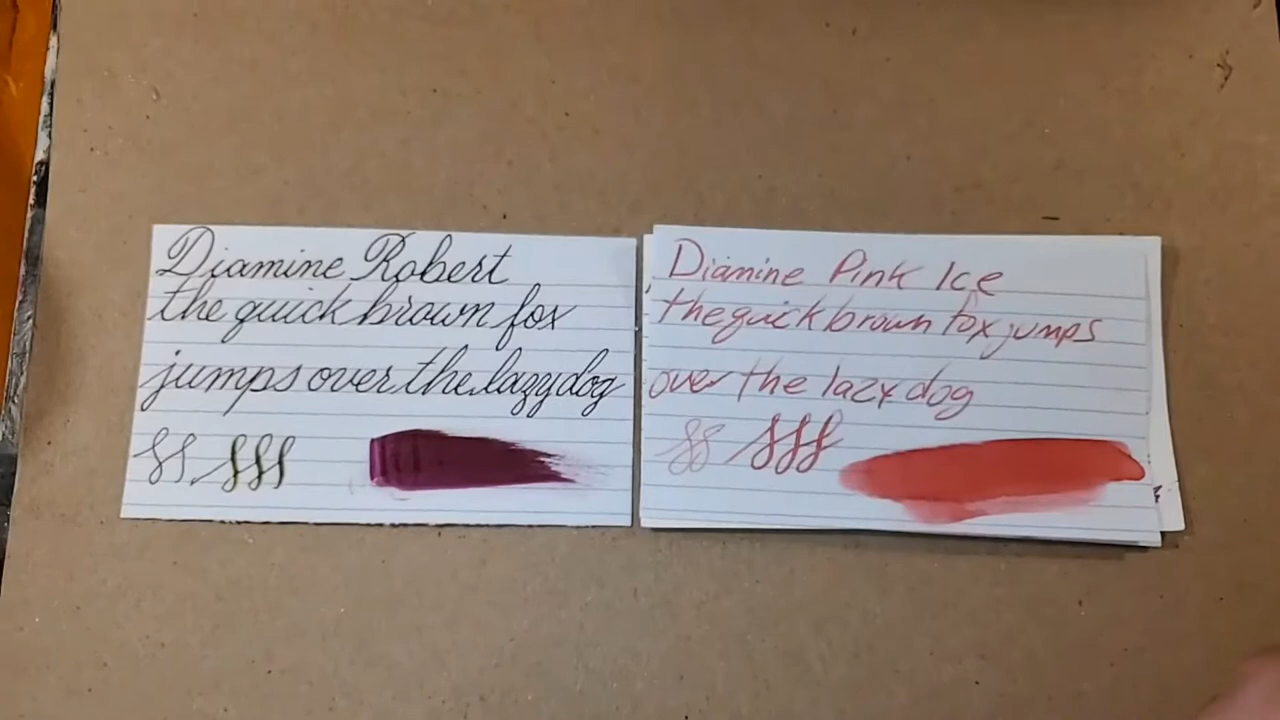 Diamine Robert
the quick brown fox
jumps over the lazy dog
Diamine Pink Ice
the quick brown fox jumps
over the lazy dog